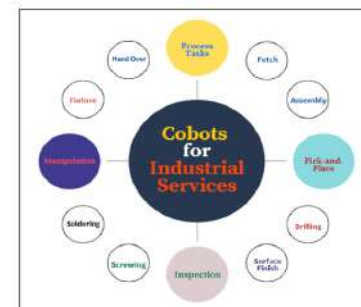 Process
Tasks
Hand Over
Fetch
Fixture
Assembly
Cobots
for
Industrial
Services
Manipulation
Pick-and-
Place
Soldering
Drilling
Screwing
Surface
Finish
Inspection